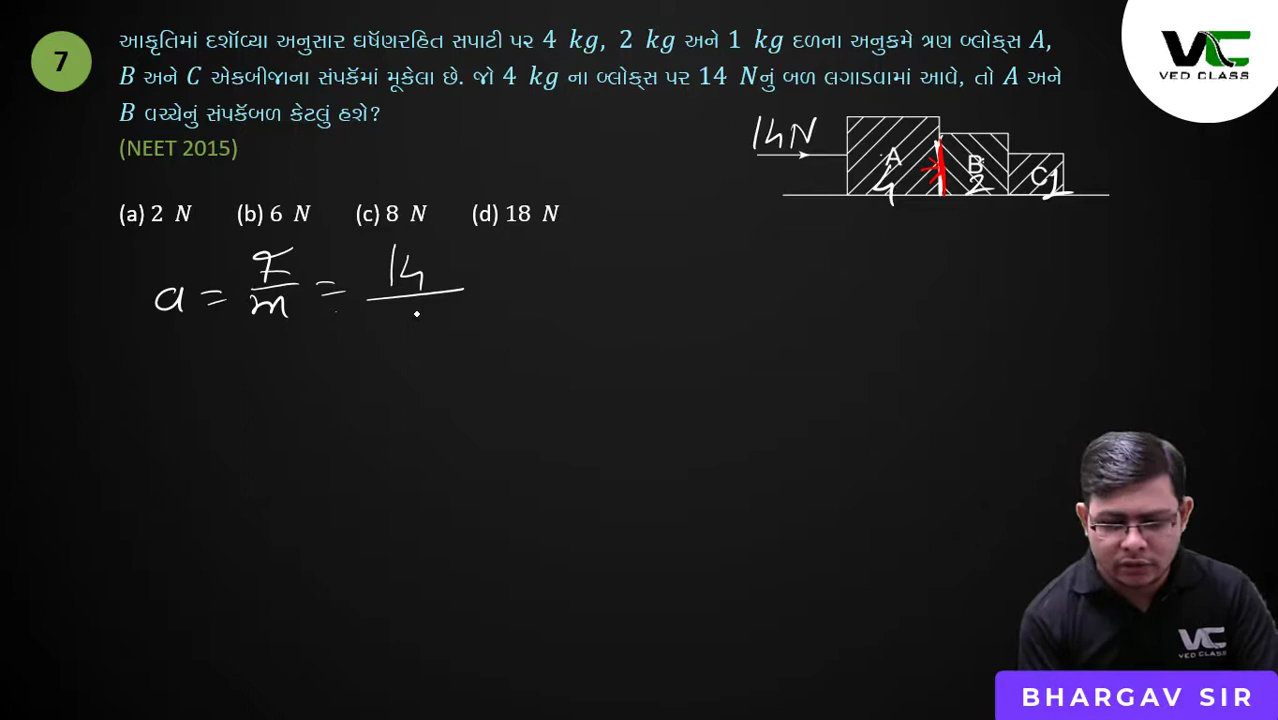 VED CLASS
7
આકૃતિમાં દર્શાવ્યા અનુસાર ઘર્ષણરહિત સપાટી પર 4 kg, 2 kg અને 1 kg દળના અનુક્રમે ત્રણ બ્લોક્સ A,
B અને C એકબીજાના સંપર્કમાં મૂકેલા છે. જો 4 kg ના બ્લોક્સ પર 14 Nનું બળ લગાડવામાં આવે, તો A અને
B વચ્ચેનું સંપર્કબળ કેટલું હશે?
(NEET 2015)
14N
A B C
4 2 1
(a) 2 N (b) 6 N (c) 8 N (d) 18 N
a = F/m = 14
VC
VED CLASS
BHARGAV SIR